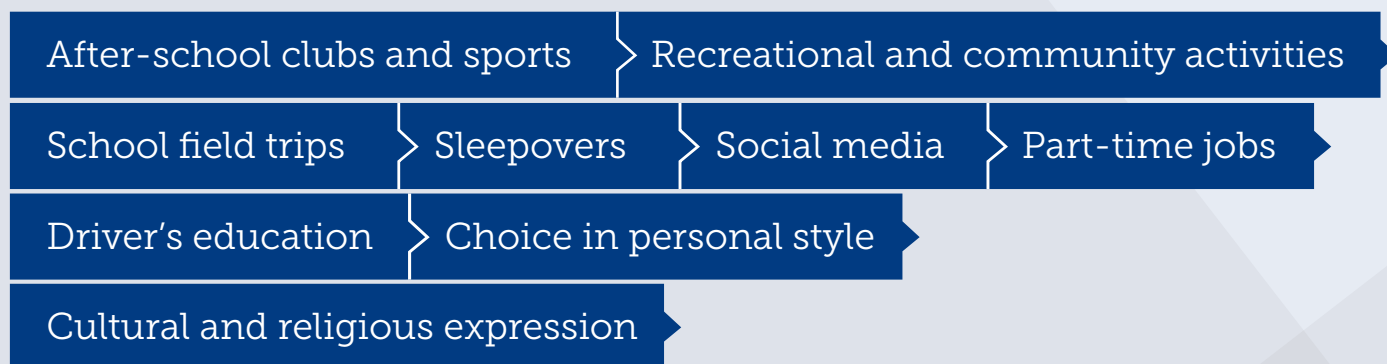 After-school clubs and sports Recreational and community activities
School field trips Sleepovers Social media Part-time jobs
Driver’s education Choice in personal style
Cultural and religious expression